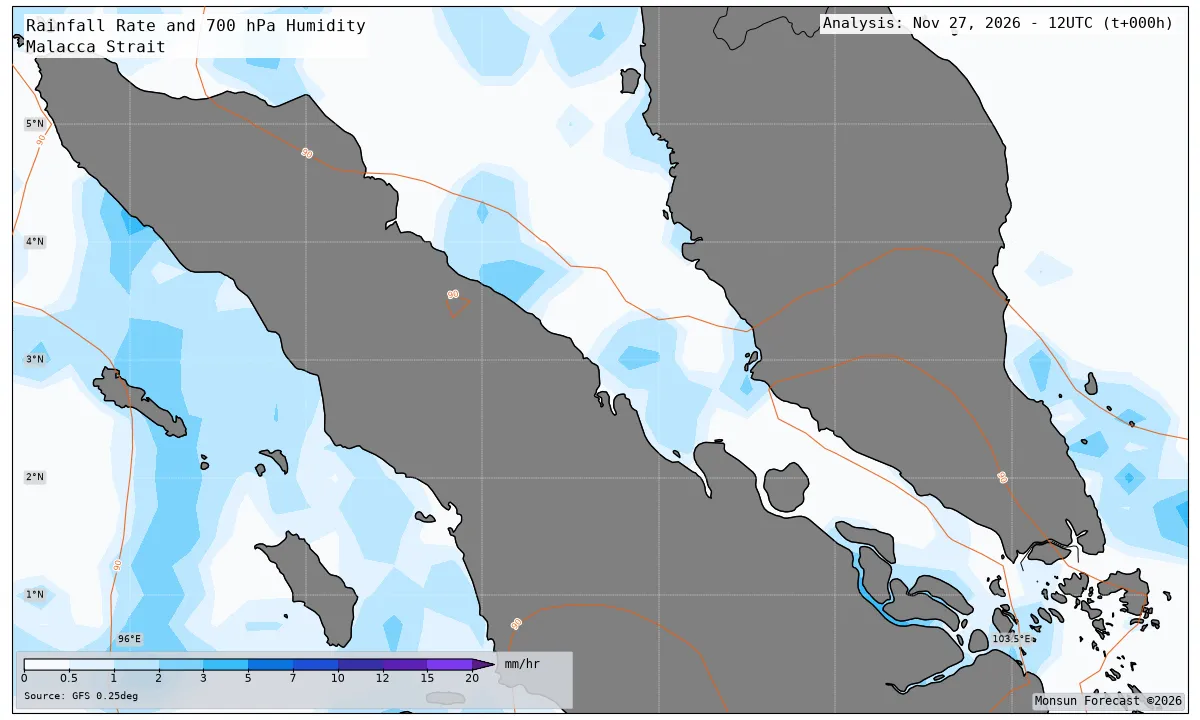 Rainfall Rate and 700 hPa Humidity
Malacca Strait
Analysis: Nov 27, 2026 - 12UTC (t+000h)
5°N
90
90
4°N
90
3°N
2°N
90
90
1°N
90
96°E
103.5°E
mm/hr
0 0.5 1 2 3 5 7 10 12 15 20
Source: GFS 0.25deg
Monsun Forecast ©2026